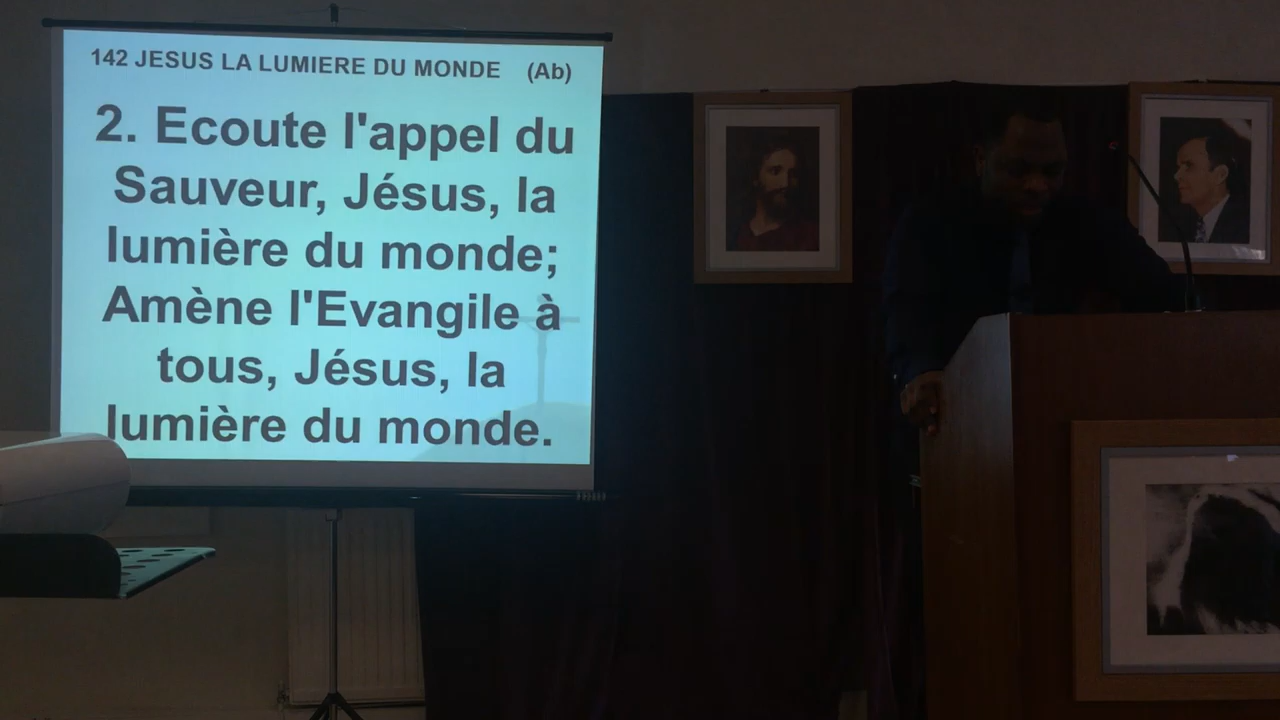 142 JESUS LA LUMIERE DU MONDE (Ab)
2. Ecoute l'appel du
Sauveur, Jésus, la
lumière du monde;
Amène l'Evangile à
tous, Jésus, la
lumière du monde.